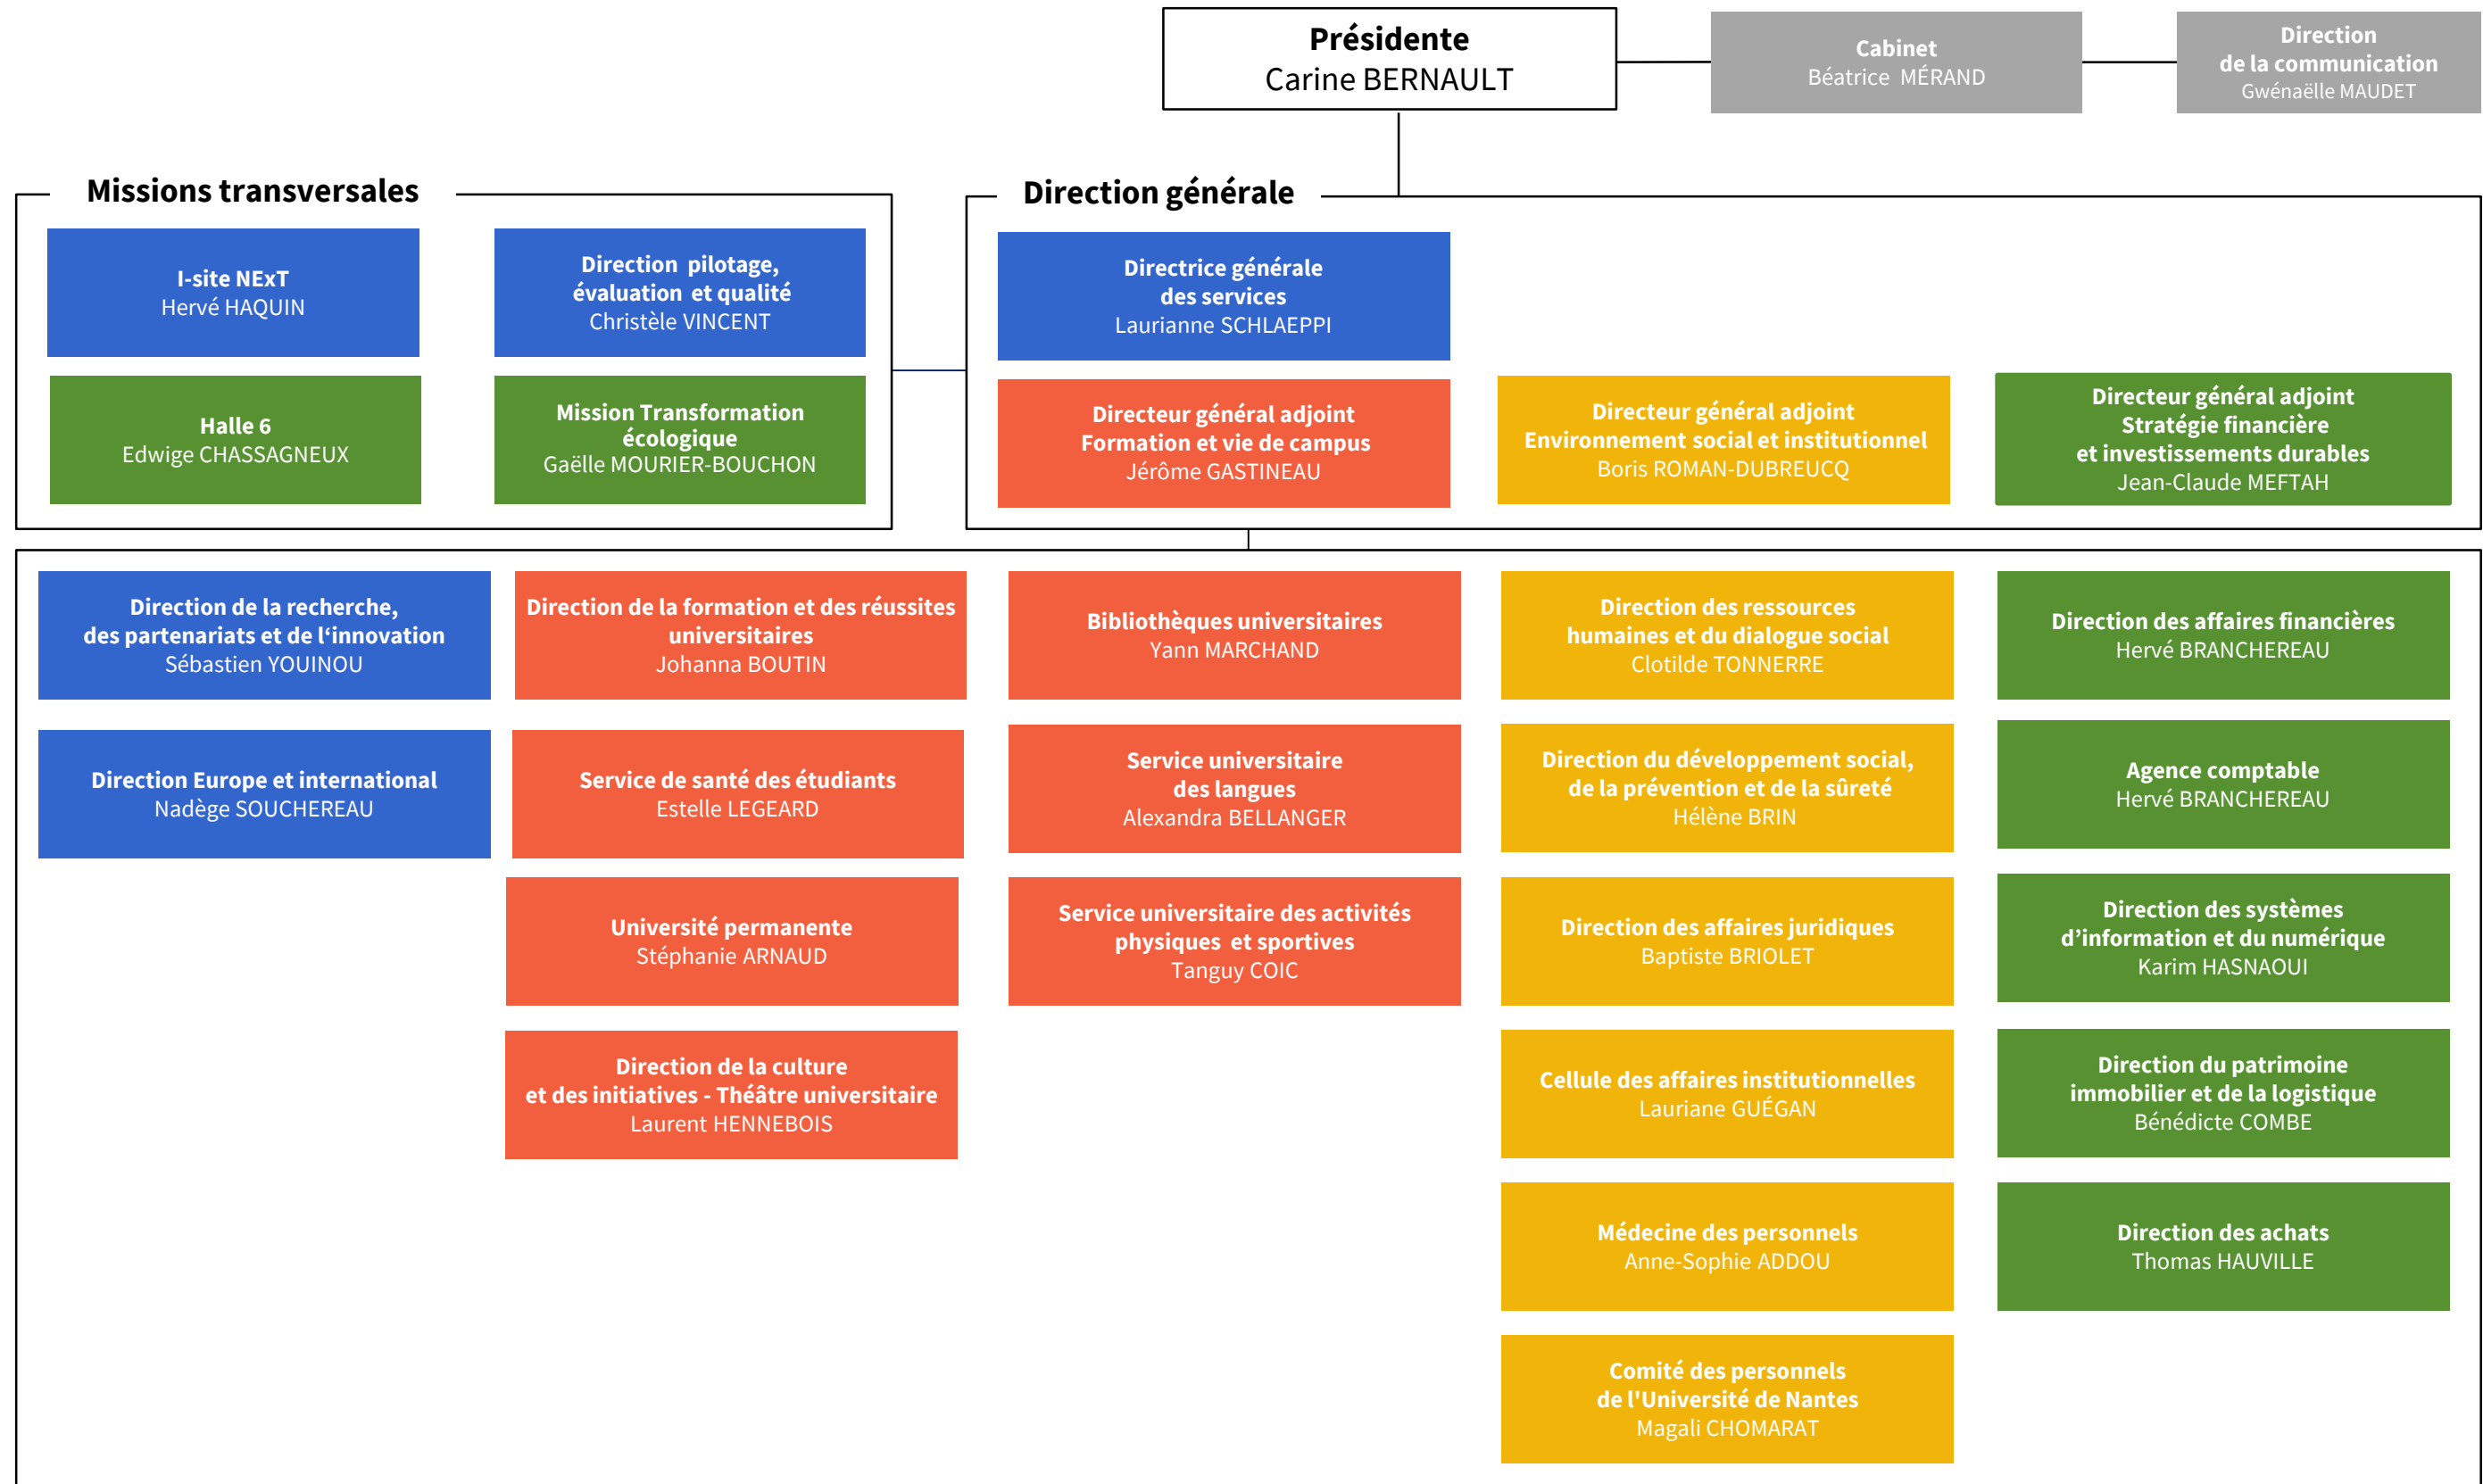 Présidente
Carine BERNAULT
Cabinet
Béatrice MÉRAND
Direction
de la communication
Gwénaëlle MAUDET
Missions transversales
I-site NExT
Hervé HAQUIN
Direction pilotage,
évaluation et qualité
Christèle VINCENT
Halle 6
Edwige CHASSAGNEUX
Mission Transformation
écologique
Gaëlle MOURIER-BOUCHON
Direction générale
Directrice générale
des services
Laurianne SCHLAEPPI
Directeur général adjoint
Formation et vie de campus
Jérôme GASTINEAU
Directeur général adjoint
Environnement social et institutionnel
Boris ROMAN-DUBREUCQ
Directeur général adjoint
Stratégie financière
et investissements durables
Jean-Claude MEFTAH
Direction de la recherche,
des partenariats et de l‘innovation
Sébastien YOUINOU
Direction Europe et international
Nadège SOUCHEREAU
Direction de la formation et des réussites
universitaires
Johanna BOUTIN
Service de santé des étudiants
Estelle LEGEARD
Université permanente
Stéphanie ARNAUD
Direction de la culture
et des initiatives - Théâtre universitaire
Laurent HENNEBOIS
Bibliothèques universitaires
Yann MARCHAND
Service universitaire
des langues
Alexandra BELLANGER
Service universitaire des activités
physiques et sportives
Tanguy COIC
Direction des ressources
humaines et du dialogue social
Clotilde TONNERRE
Direction du développement social,
de la prévention et de la sûreté
Hélène BRIN
Direction des affaires juridiques
Baptiste BRIOLET
Cellule des affaires institutionnelles
Lauriane GUÉGAN
Médecine des personnels
Anne-Sophie ADDOU
Comité des personnels
de l'Université de Nantes
Magali CHOMARAT
Direction des affaires financières
Hervé BRANCHEREAU
Agence comptable
Hervé BRANCHEREAU
Direction des systèmes
d’information et du numérique
Karim HASNAOUI
Direction du patrimoine
immobilier et de la logistique
Bénédicte COMBE
Direction des achats
Thomas HAUVILLE